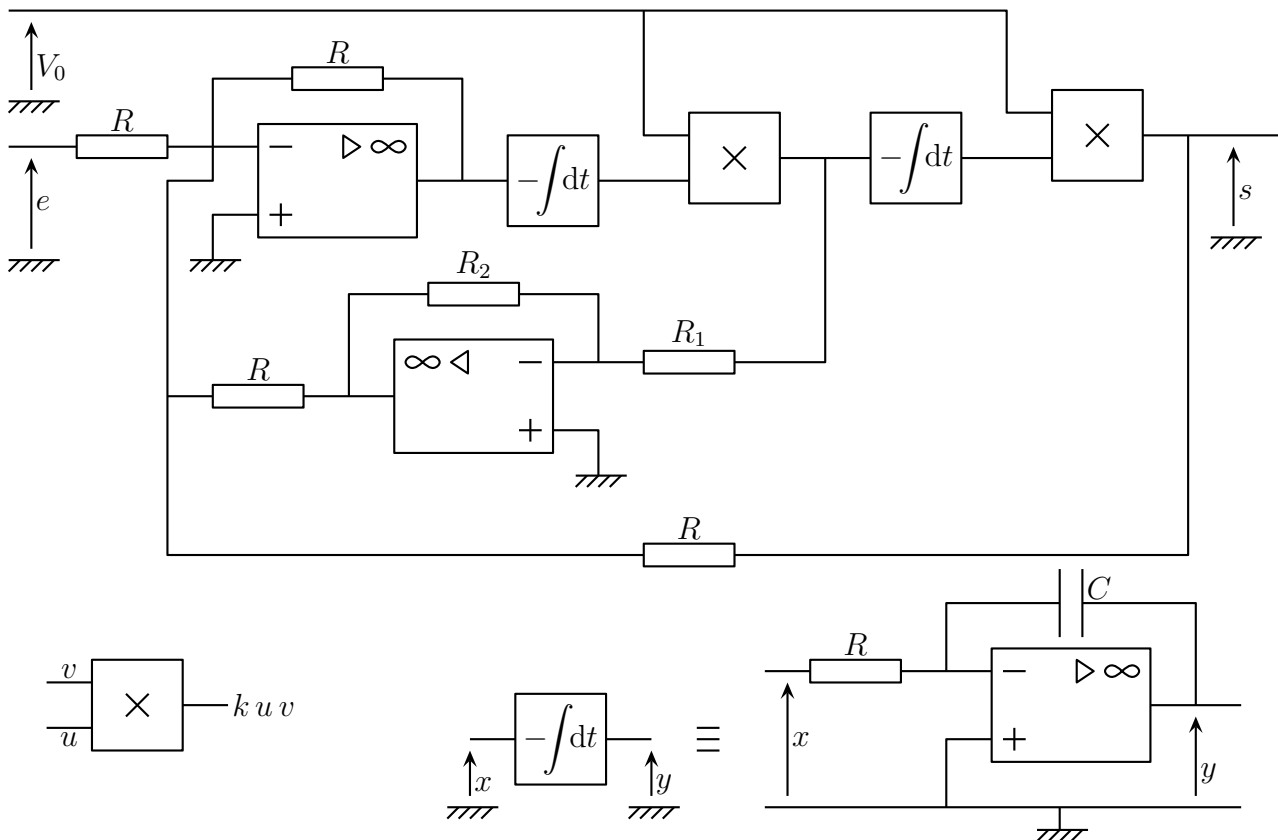 V₀
R
R
e
− ▷ ∞
+
−∫dt
×
−∫dt
×
s
R₂
R
∞ ◁ −
+
R₁
R
v
u
×
k u v
x
−∫dt
y
≡
R
C
x
− ▷ ∞
+
y